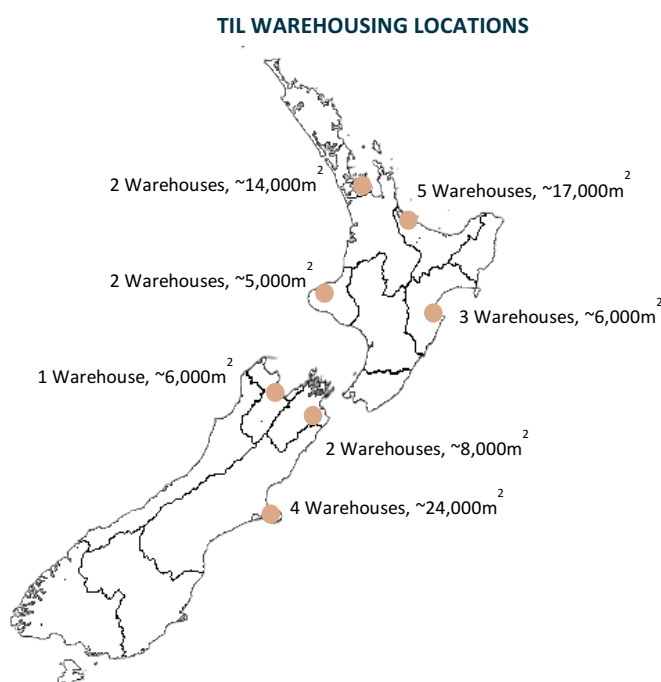 TIL WAREHOUSING LOCATIONS
2 Warehouses, ~14,000m²
5 Warehouses, ~17,000m²
2 Warehouses, ~5,000m²
3 Warehouses, ~6,000m²
1 Warehouse, ~6,000m²
2 Warehouses, ~8,000m²
4 Warehouses, ~24,000m²